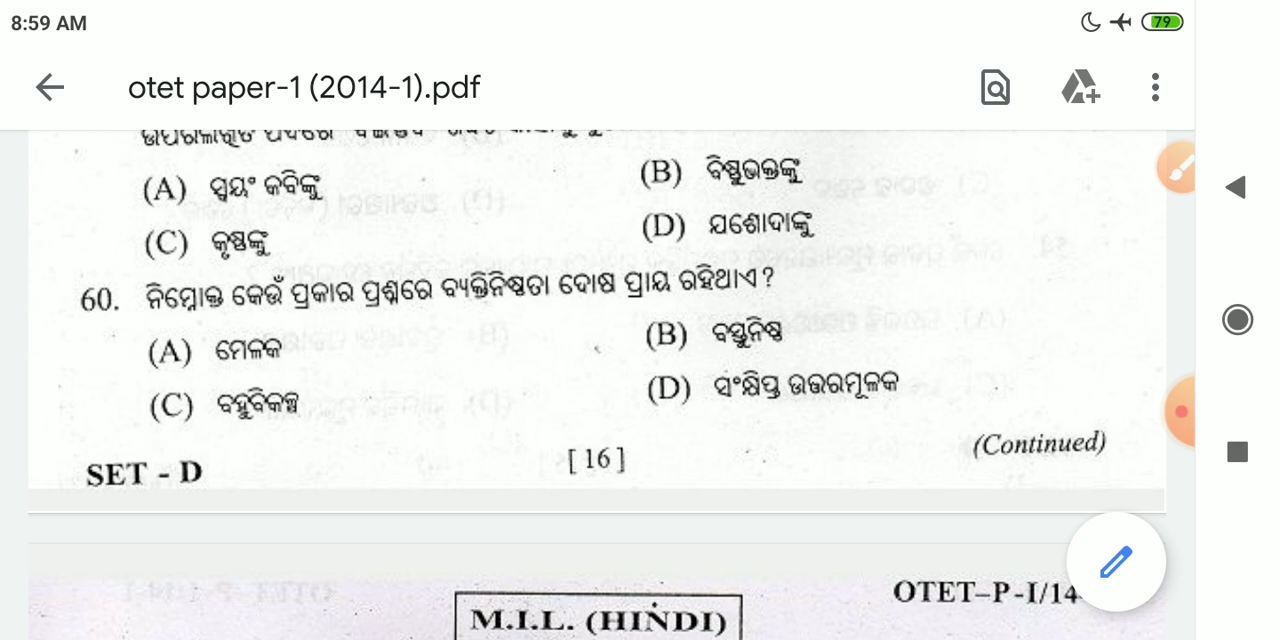 8:59 AM
79
otet paper-1 (2014-1).pdf
(A) ସ୍ୱୟଂ କବିଙ୍କୁ (B) ବିଷ୍ଣୁଭକ୍ତଙ୍କୁ
(C) କୃଷ୍ଣଙ୍କୁ (D) ଯଶୋଦାଙ୍କୁ
60. ନିମ୍ନୋକ୍ତ କେଉଁ ପ୍ରକାର ପ୍ରଶ୍ନରେ ବ୍ୟକ୍ତିନିଷ୍ଠତା ଦୋଷ ପ୍ରାୟ ରହିଥାଏ ?
(A) ମେଳକ (B) ବସ୍ତୁନିଷ୍ଠ
(C) ବହୁବିକଳ୍ପ (D) ସଂକ୍ଷିପ୍ତ ଉତ୍ତରମୂଳକ
SET - D [ 16 ] (Continued)
OTET–P-I/14
M.I.L. (HINDI)